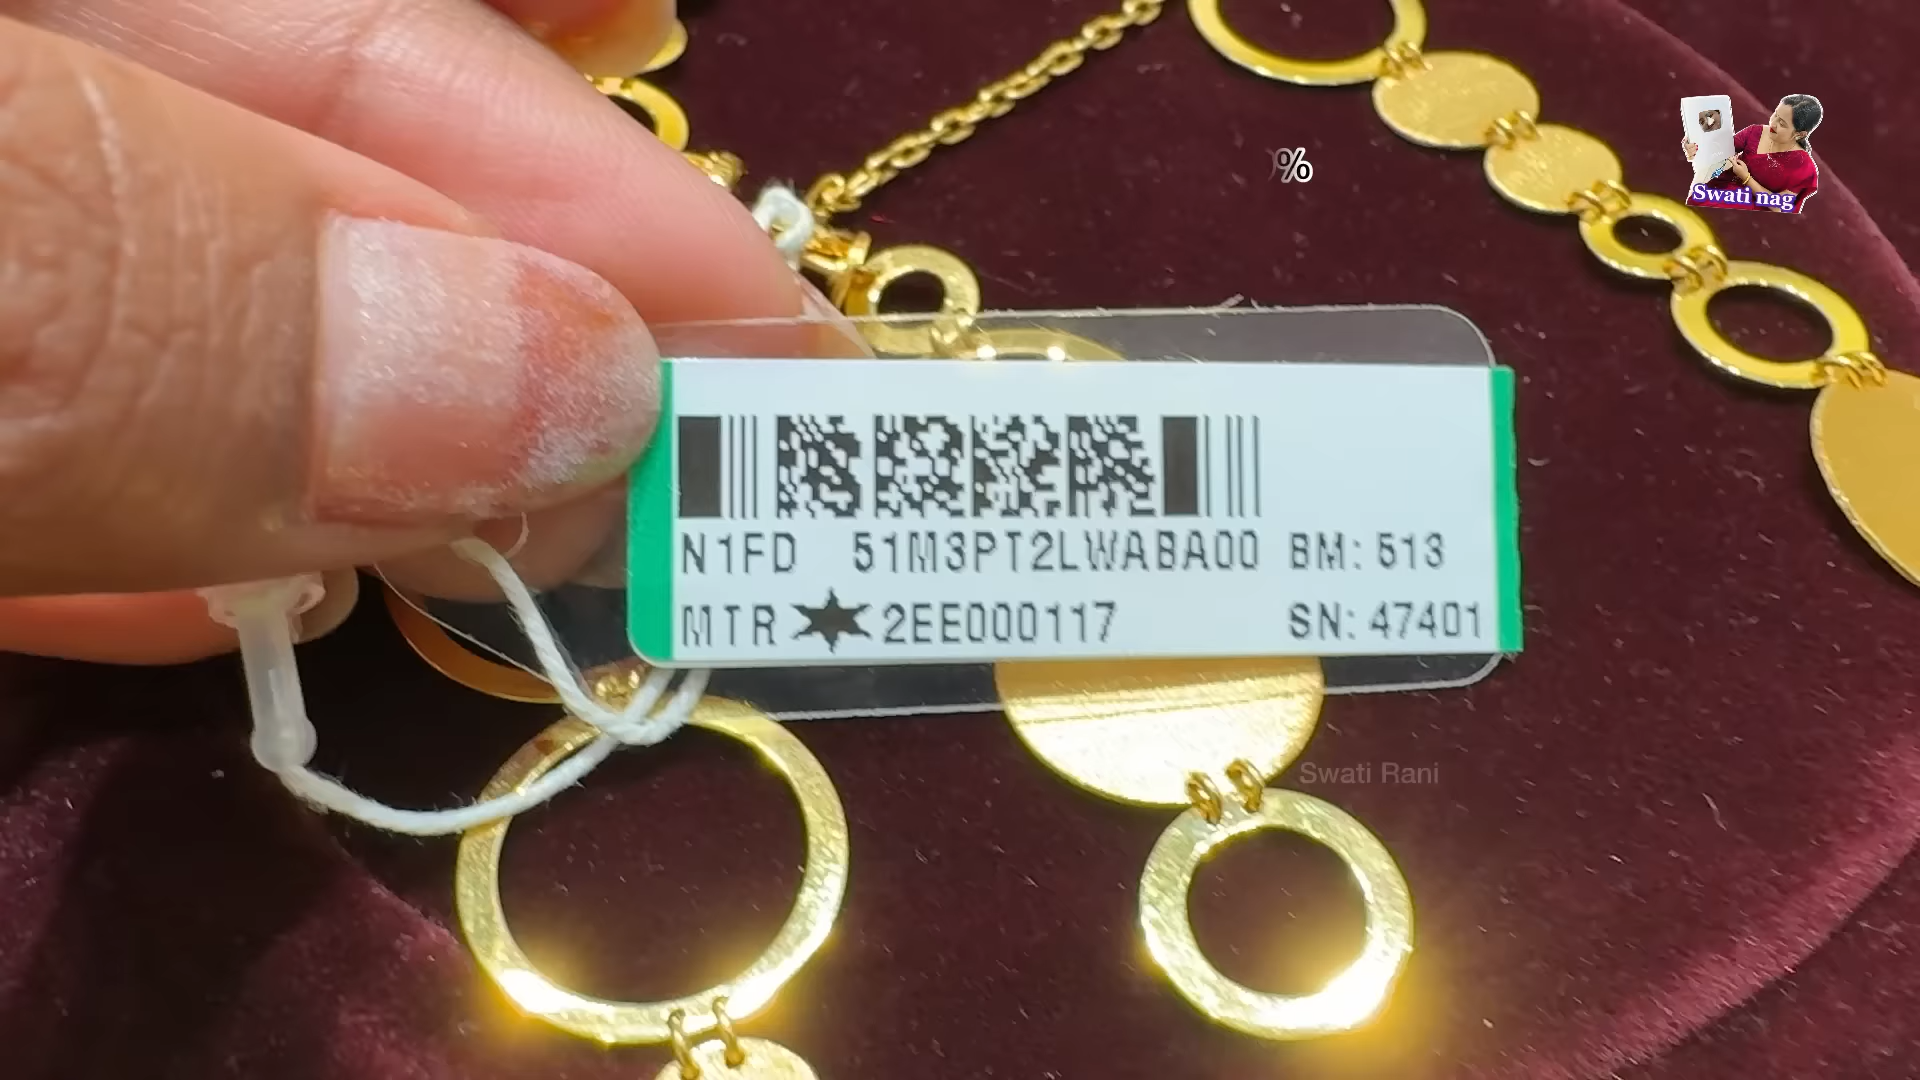 %
Swati nag
N1FD 51M3PT2LWABA00 BM: 513
MTR 2EE000117 SN: 47401
Swati Rani